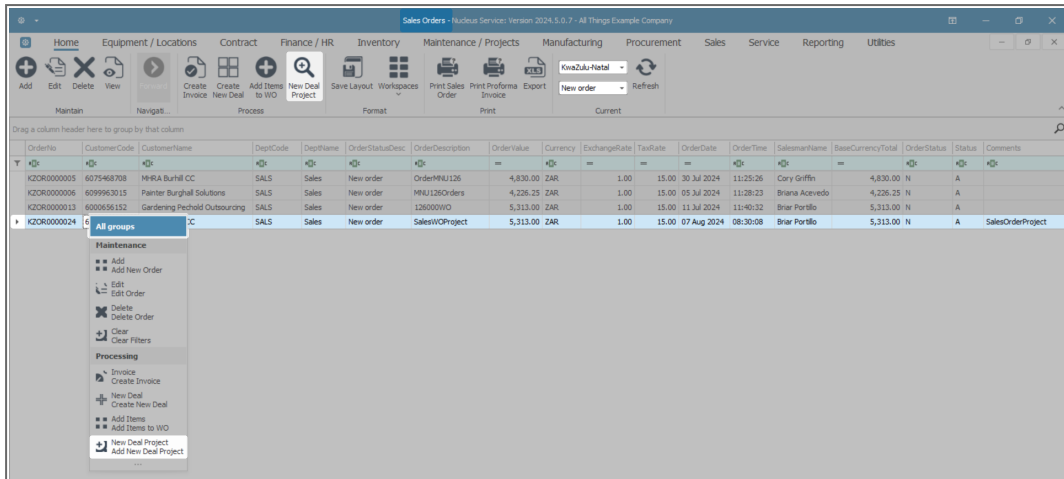 Sales Orders - Nucleus Service: Version 2024.5.0.7 - All Things Example Company
Home Equipment / Locations Contract Finance / HR Inventory Maintenance / Projects Manufacturing Procurement Sales Service Reporting Utilities
Add Edit Delete View Forward Create Invoice Create New Deal Add Items to WO New Deal Project Save Layout Workspaces Print Sales Order Print Proforma Invoice Export KwaZulu-Natal New order Refresh
Maintain Navigati... Process Format Print Current
Drag a column header here to group by that column
OrderNo CustomerCode CustomerName DeptCode DeptName OrderStatusDesc OrderDescription OrderValue Currency ExchangeRate TaxRate OrderDate OrderTime SalesmanName BaseCurrencyTotal OrderStatus Status Comments
KZOR0000005 6075468708 MHRA Burhill CC SALS Sales New order OrderMNU126 4,830.00 ZAR 1.00 15.00 30 Jul 2024 11:25:26 Cory Griffin 4,830.00 N A
KZOR0000006 6099963015 Painter Burghall Solutions SALS Sales New order MNU126Orders 4,226.25 ZAR 1.00 15.00 05 Jul 2024 11:28:23 Briana Acevedo 4,226.25 N A
KZOR0000013 6000656152 Gardening Pechold Outsourcing SALS Sales New order 126000WO 5,313.00 ZAR 1.00 15.00 11 Jul 2024 11:40:32 Briar Portillo 5,313.00 N A
KZOR0000024 6 CC SALS Sales New order SalesWOProject 5,313.00 ZAR 1.00 15.00 07 Aug 2024 08:30:08 Briar Portillo 5,313.00 N A SalesOrderProject
All groups
Maintenance
Add
Add New Order
Edit
Edit Order
Delete
Delete Order
Clear
Clear Filters
Processing
Invoice
Create Invoice
New Deal
Create New Deal
Add Items
Add Items to WO
New Deal Project
Add New Deal Project